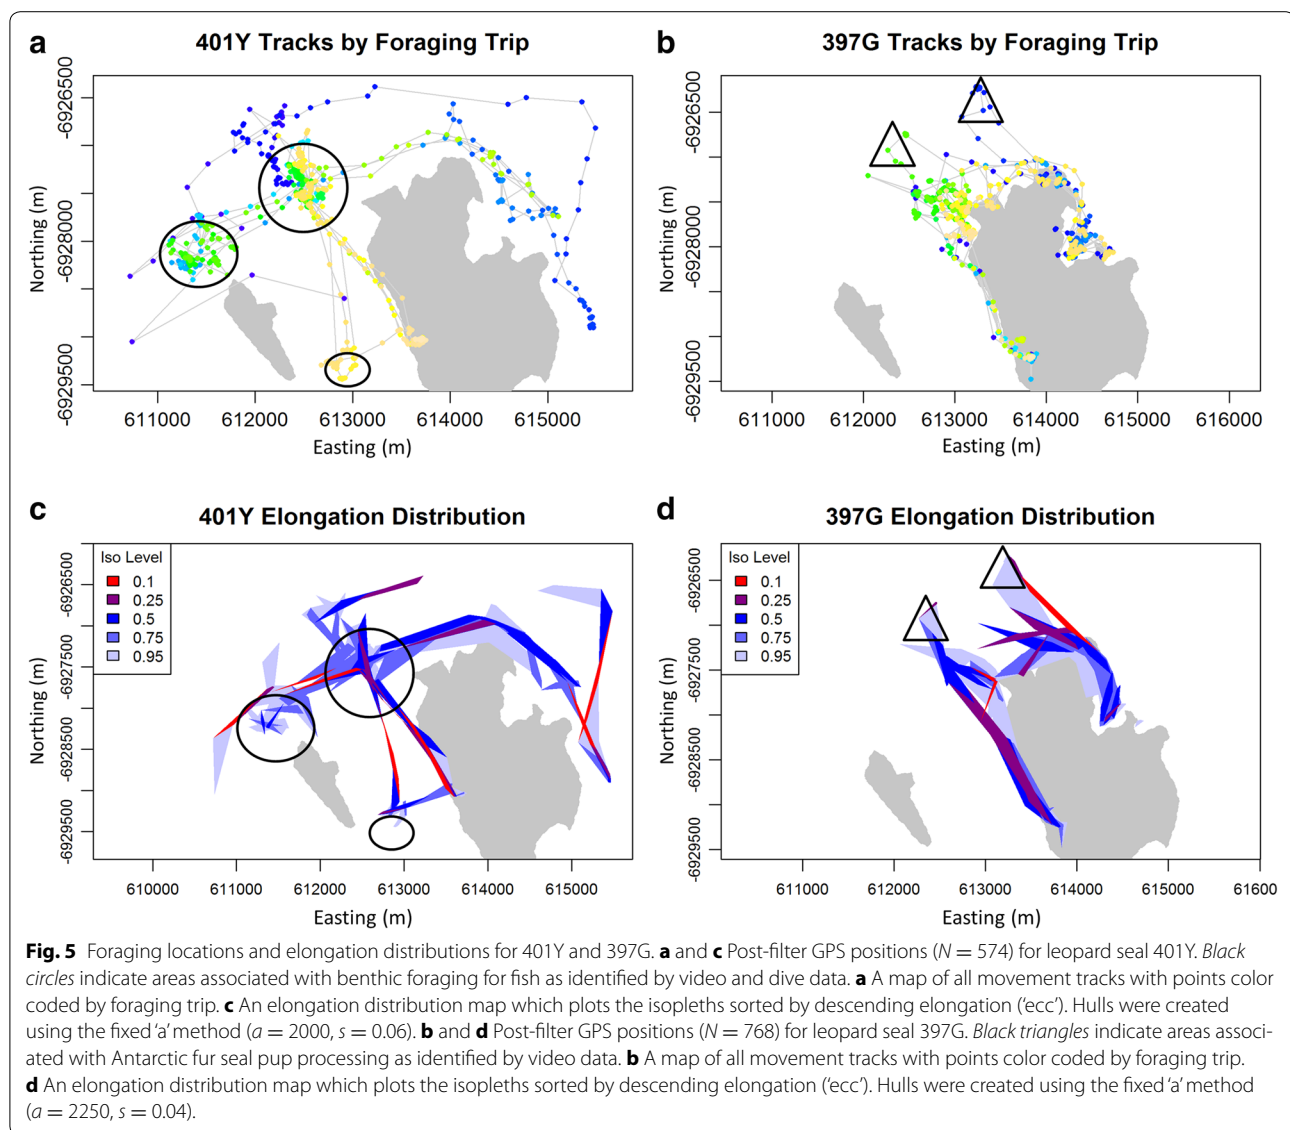 a
401Y Tracks by Foraging Trip
Northing (m)
-6926500
-6928000
-6929500
611000 612000 613000 614000 615000
Easting (m)
b
397G Tracks by Foraging Trip
Northing (m)
-6926500
-6928000
-6929500
611000 612000 613000 614000 615000 616000
Easting (m)
c
401Y Elongation Distribution
Iso Level
0.1
0.25
0.5
0.75
0.95
Northing (m)
-6926500
-6927500
-6928500
-6929500
610000 611000 612000 613000 614000 615000
Easting (m)
d
397G Elongation Distribution
Iso Level
0.1
0.25
0.5
0.75
0.95
Northing (m)
-6926500
-6927500
-6928500
-6929500
611000 612000 613000 614000 615000 61600
Easting (m)
Fig. 5 Foraging locations and elongation distributions for 401Y and 397G. a and c Post-filter GPS positions (N = 574) for leopard seal 401Y. Black
circles indicate areas associated with benthic foraging for fish as identified by video and dive data. a A map of all movement tracks with points color
coded by foraging trip. c An elongation distribution map which plots the isopleths sorted by descending elongation (‘ecc’). Hulls were created
using the fixed ‘a’ method (a = 2000, s = 0.06). b and d Post-filter GPS positions (N = 768) for leopard seal 397G. Black triangles indicate areas associ-
ated with Antarctic fur seal pup processing as identified by video data. b A map of all movement tracks with points color coded by foraging trip.
d An elongation distribution map which plots the isopleths sorted by descending elongation (‘ecc’). Hulls were created using the fixed ‘a’ method
(a = 2250, s = 0.04).